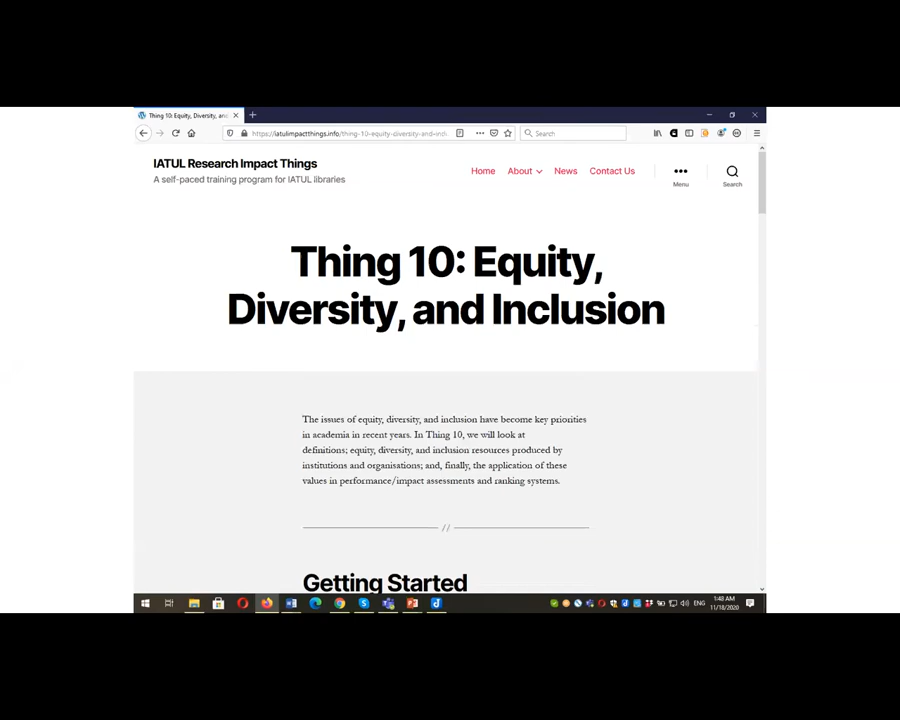 Thing 10: Equity, Diversity, and
https://iatulimpactthings.info/thing-10-equity-diversity-and-incl
Search
IATUL Research Impact Things
A self-paced training program for IATUL libraries
Home
About
News
Contact Us
Menu
Search
Thing 10: Equity,
Diversity, and Inclusion
The issues of equity, diversity, and inclusion have become key priorities
in academia in recent years. In Thing 10, we will look at
definitions; equity, diversity, and inclusion resources produced by
institutions and organisations; and, finally, the application of these
values in performance/impact assessments and ranking systems.
//
Getting Started
ENG
1:48 AM
11/18/2020